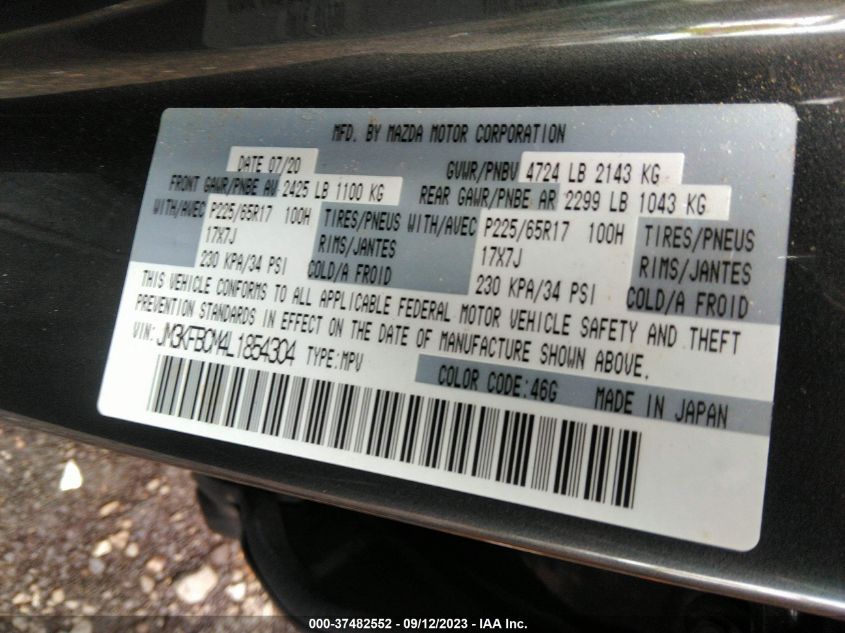 MFD. BY MAZDA MOTOR CORPORATION
DATE 07/20 GVWR/PNBV 4724 LB 2143 KG
FRONT GAWR/PNBE AV 2425 LB 1100 KG REAR GAWR/PNBE AR 2299 LB 1043 KG
WITH/AVEC P225/65R17 100H TIRES/PNEUS WITH/AVEC P225/65R17 100H TIRES/PNEUS
17X7J RIMS/JANTES 17X7J RIMS/JANTES
230 KPA/34 PSI COLD/A FROID 230 KPA/34 PSI COLD/A FROID
THIS VEHICLE CONFORMS TO ALL APPLICABLE FEDERAL MOTOR VEHICLE SAFETY AND THEFT
PREVENTION STANDARDS IN EFFECT ON THE DATE OF MANUFACTURE SHOWN ABOVE.
VIN: JM3KFBCM4L1854304 TYPE:MPV
COLOR CODE:46G MADE IN JAPAN
000-37482552 - 09/12/2023 - IAA Inc.